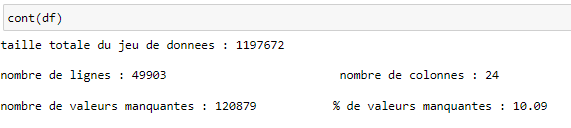 cont(df)
taille totale du jeu de donnees : 1197672
nombre de lignes : 49903 nombre de colonnes : 24
nombre de valeurs manquantes : 120879 % de valeurs manquantes : 10.09